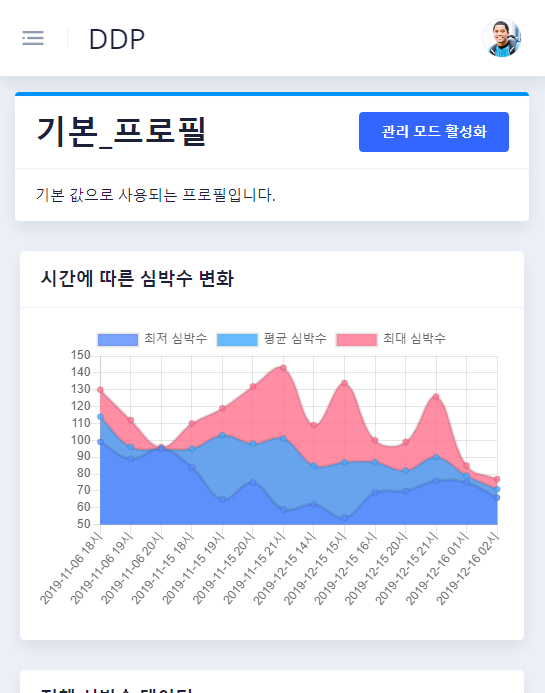 DDP
기본_프로필
관리 모드 활성화
기본 값으로 사용되는 프로필입니다.
시간에 따른 심박수 변화
최저 심박수 평균 심박수 최대 심박수
150
140
130
120
110
100
90
80
70
60
50
2019-11-06 18시
2019-11-06 19시
2019-11-06 20시
2019-11-15 18시
2019-11-15 19시
2019-11-15 20시
2019-11-15 21시
2019-12-15 14시
2019-12-15 15시
2019-12-15 16시
2019-12-15 20시
2019-12-15 21시
2019-12-16 01시
2019-12-16 02시